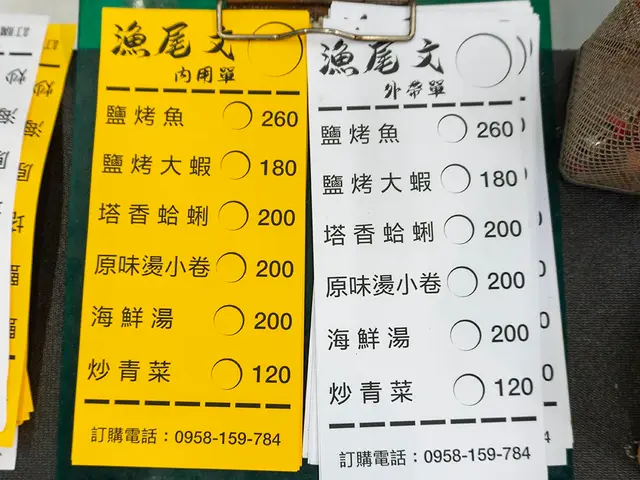 漁尾文
內用單
鹽烤魚 260
鹽烤大蝦 180
塔香蛤蜊 200
原味燙小卷 200
海鮮湯 200
炒青菜 120
訂購電話：0958-159-784
漁尾文
外帶單
鹽烤魚 260
鹽烤大蝦 180
塔香蛤蜊 200
原味燙小卷 200
海鮮湯 200
炒青菜 120
訂購電話：0958-159-784